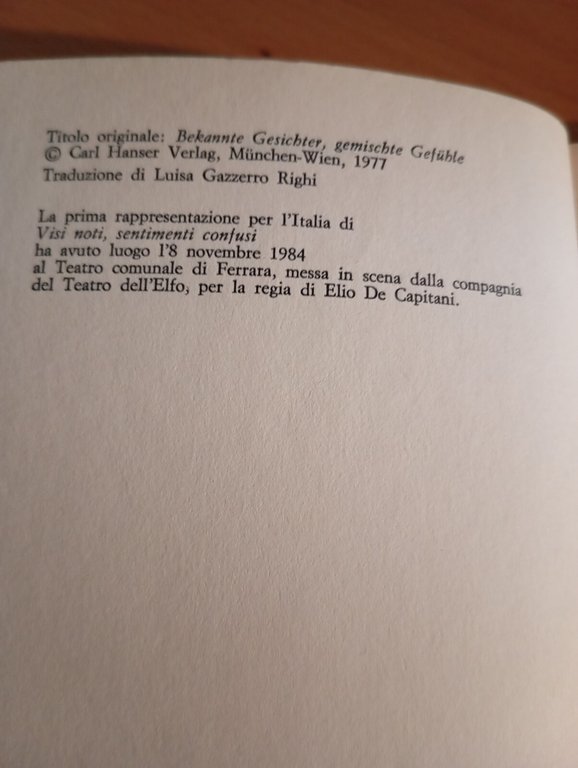 Titolo originale: Bekannte Gesichter, gemischte Gefühle
© Carl Hanser Verlag, München-Wien, 1977
Traduzione di Luisa Gazzerro Righi
La prima rappresentazione per l'Italia di
Visi noti, sentimenti confusi
ha avuto luogo l'8 novembre 1984
al Teatro comunale di Ferrara, messa in scena dalla compagnia
del Teatro dell'Elfo, per la regia di Elio De Capitani.